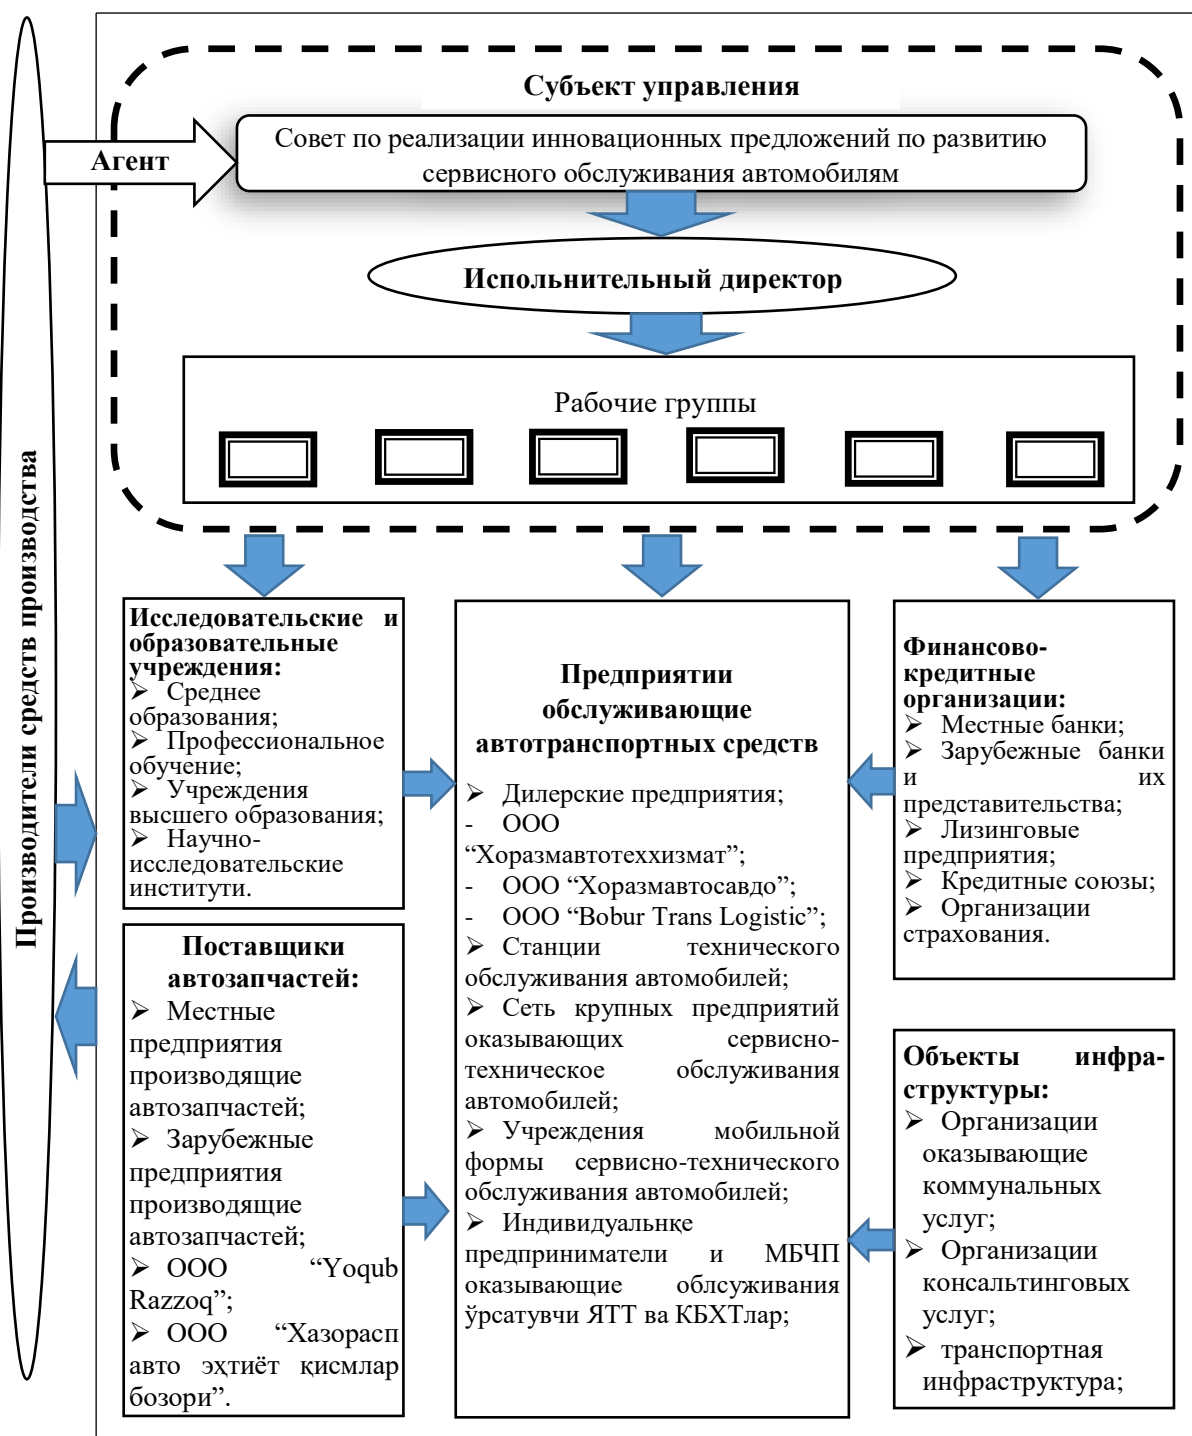 Производители средств производства
Субъект управления
Агент
Совет по реализации инновационных предложений по развитию
сервисного обслуживания автомобилям
Испольнительный директор
Рабочие группы
Исследовательские и
образовательные
учреждения:
➢ Среднее
образования;
➢ Профессиональное
обучение;
➢ Учреждения
высшего образования;
➢ Научно-
исследовательские
институти.
Поставщики
автозапчастей:
➢ Местные
предприятия
производящие
автозапчастей;
➢ Зарубежные
предприятия
производящие
автозапчастей;
➢ ООО “Yoqub
Razzoq”;
➢ ООО “Хазорасп
авто эҳтиёт қисмлар
бозори”.
Предприятии
обслуживающие
автотранспортных средств
➢ Дилерские предприятия;
- ООО
“Хоразмавтотеххизмат”;
- ООО “Хоразмавтосавдо”;
- ООО “Bobur Trans Logistic”;
➢ Станции технического
обслуживания автомобилей;
➢ Сеть крупных предприятий
оказывающих сервисно-
техническое обслуживания
автомобилей;
➢ Учреждения мобильной
формы сервисно-технического
обслуживания автомобилей;
➢ Индивидуальнқе
предприниматели и МБЧП
оказывающие облсуживания
ўрсатувчи ЯТТ ва КБХТлар;
Финансово-
кредитные
организации:
➢ Местные банки;
➢ Зарубежные банки
и их
представительства;
➢ Лизинговые
предприятия;
➢ Кредитные союзы;
➢ Организации
страхования.
Объекты инфра-
структуры:
➢ Организации
оказывающие
коммунальных
услуг;
➢ Организации
консальтинговых
услуг;
➢ транспортная
инфраструктура;